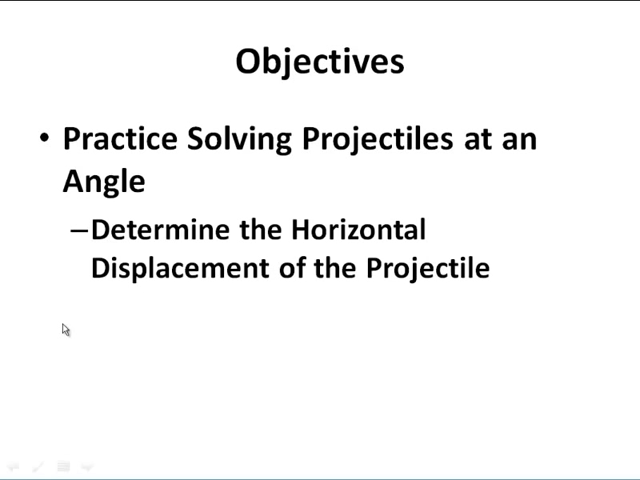 Objectives
• Practice Solving Projectiles at an
Angle
–Determine the Horizontal
Displacement of the Projectile